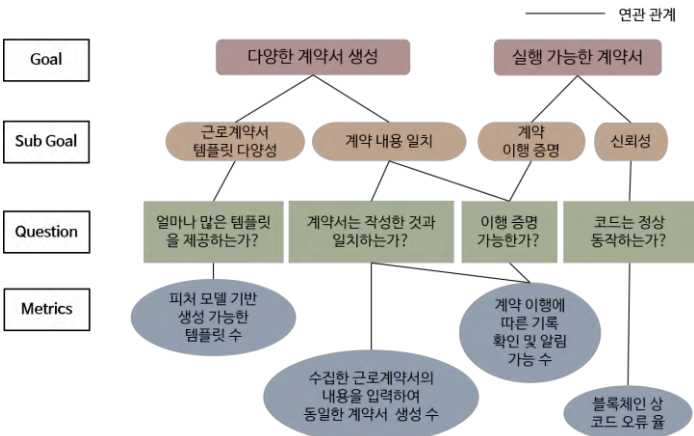 연관 관계
Goal
다양한 계약서 생성
실행 가능한 계약서
Sub Goal
근로계약서
템플릿 다양성
계약 내용 일치
계약
이행 증명
신뢰성
Question
얼마나 많은 템플릿
을 제공하는가?
계약서는 작성한 것과
일치하는가?
이행 증명
가능한가?
코드는 정상
동작하는가?
Metrics
피처 모델 기반
생성 가능한
템플릿 수
수집한 근로계약서의
내용을 입력하여
동일한 계약서 생성 수
계약 이행에
따른 기록
확인 및 알림
가능 수
블록체인 상
코드 오류 율